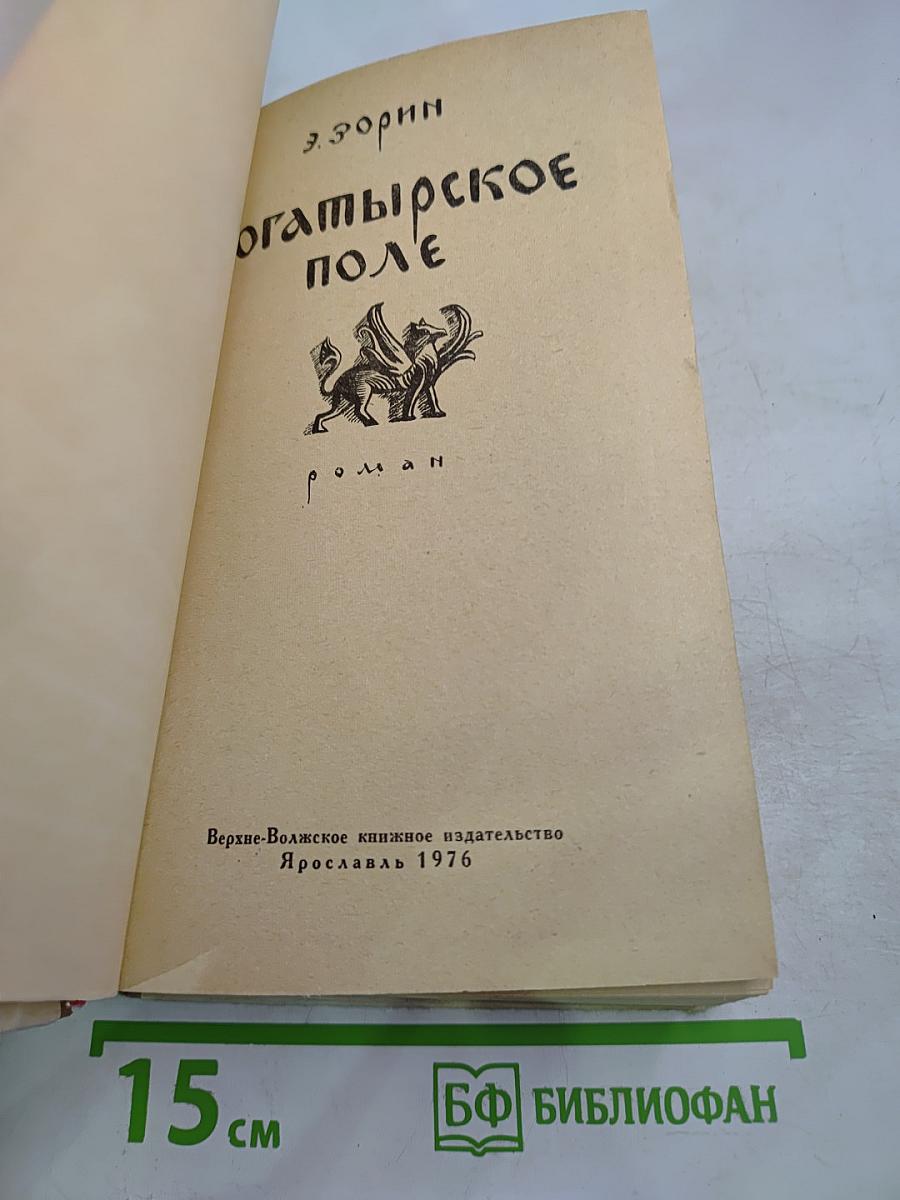 Э. Зорин
огатырское
поле
роман
Верхне-Волжское книжное издательство
Ярославль 1976
15 см
БФ БИБЛИОФАН